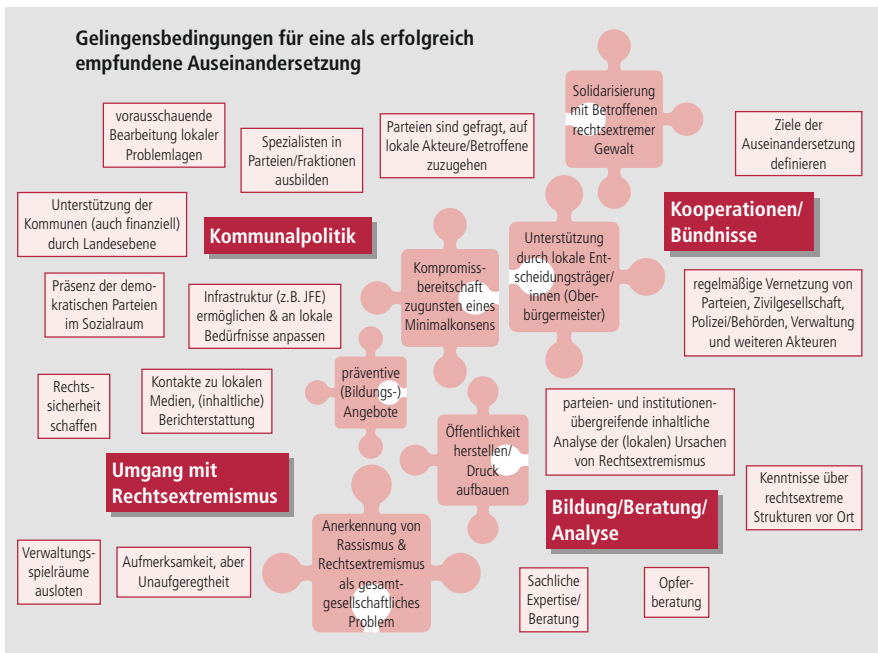 Gelingensbedingungen für eine als erfolgreich
empfundene Auseinandersetzung
vorausschauende
Bearbeitung lokaler
Problemlagen
Spezialisten in
Parteien/Fraktionen
ausbilden
Parteien sind gefragt, auf
lokale Akteure/Betroffene
zuzugehen
Solidarisierung
mit Betroffenen
rechtsextremer
Gewalt
Ziele der
Auseinandersetzung
definieren
Unterstützung der
Kommunen (auch finanziell)
durch Landesebene
Kommunalpolitik
Kooperationen/
Bündnisse
Kompromiss-
bereitschaft
zugunsten eines
Minimalkonsens
Unterstützung
durch lokale Ent-
scheidungsträger/
innen (Ober-
bürgermeister)
Präsenz der demo-
kratischen Parteien
im Sozialraum
Infrastruktur (z.B. JFE)
ermöglichen & an lokale
Bedürfnisse anpassen
regelmäßige Vernetzung von
Parteien, Zivilgesellschaft,
Polizei/Behörden, Verwaltung
und weiteren Akteuren
Rechts-
sicherheit
schaffen
Kontakte zu lokalen
Medien, (inhaltliche)
Berichterstattung
präventive
(Bildungs-)
Angebote
Öffentlichkeit
herstellen/
Druck
aufbauen
parteien- und institutionen-
übergreifende inhaltliche
Analyse der (lokalen) Ursachen
von Rechtsextremismus
Umgang mit
Rechtsextremismus
Bildung/Beratung/
Analyse
Kenntnisse über
rechtsextreme
Strukturen vor Ort
Verwaltungs-
spielräume
ausloten
Aufmerksamkeit, aber
Unaufgeregtheit
Anerkennung von
Rassismus &
Rechtsextremismus
als gesamt-
gesellschaftliches
Problem
Sachliche
Expertise/
Beratung
Opfer-
beratung